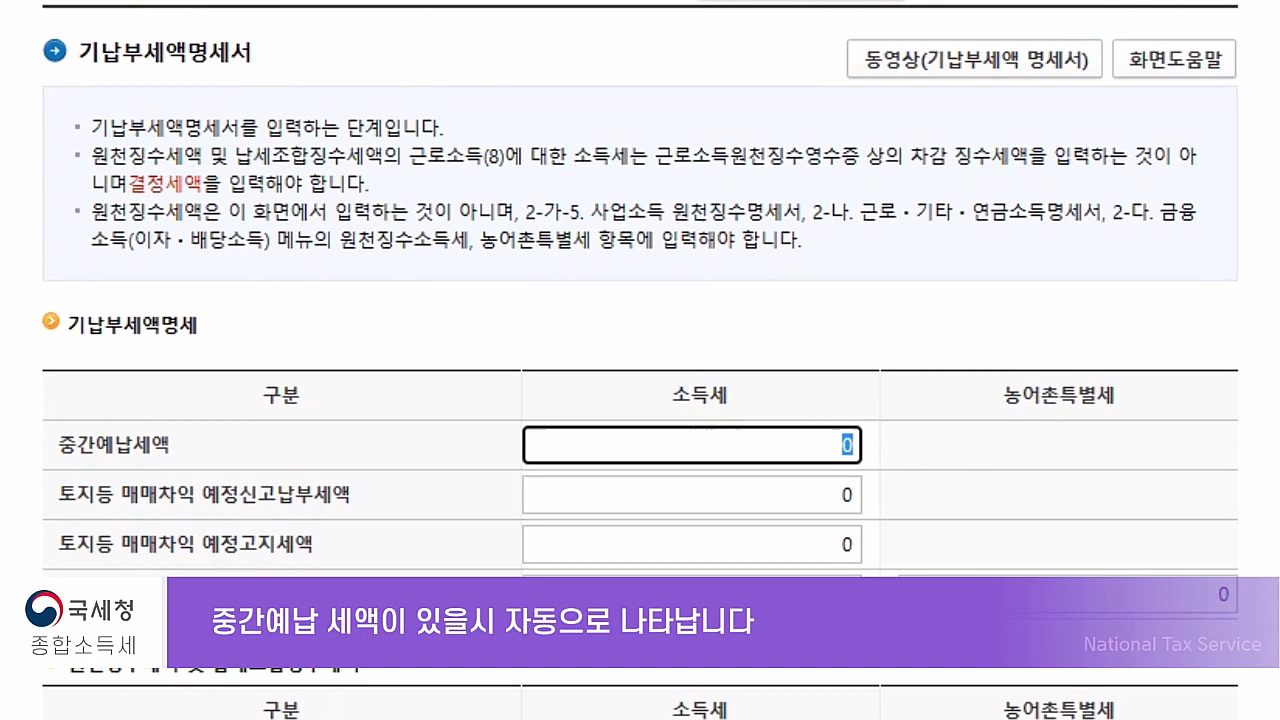 기납부세액명세서
동영상(기납부세액 명세서)
화면도움말
기납부세액명세서를 입력하는 단계입니다.
원천징수세액 및 납세조합징수세액의 근로소득(8)에 대한 소득세는 근로소득원천징수영수증 상의 차감 징수세액을 입력하는 것이 아
니며결정세액을 입력해야 합니다.
원천징수세액은 이 화면에서 입력하는 것이 아니며, 2-가-5. 사업소득 원천징수명세서, 2-나. 근로・기타・연금소득명세서, 2-다. 금융
소득(이자・배당소득) 메뉴의 원천징수소득세, 농어촌특별세 항목에 입력해야 합니다.
기납부세액명세
구분 소득세 농어촌특별세
중간예납세액 0
토지등 매매차익 예정신고납부세액 0
토지등 매매차익 예정고지세액 0
0
국세청
종합소득세
중간예납 세액이 있을시 자동으로 나타납니다
National Tax Service
구분 소득세 농어촌특별세